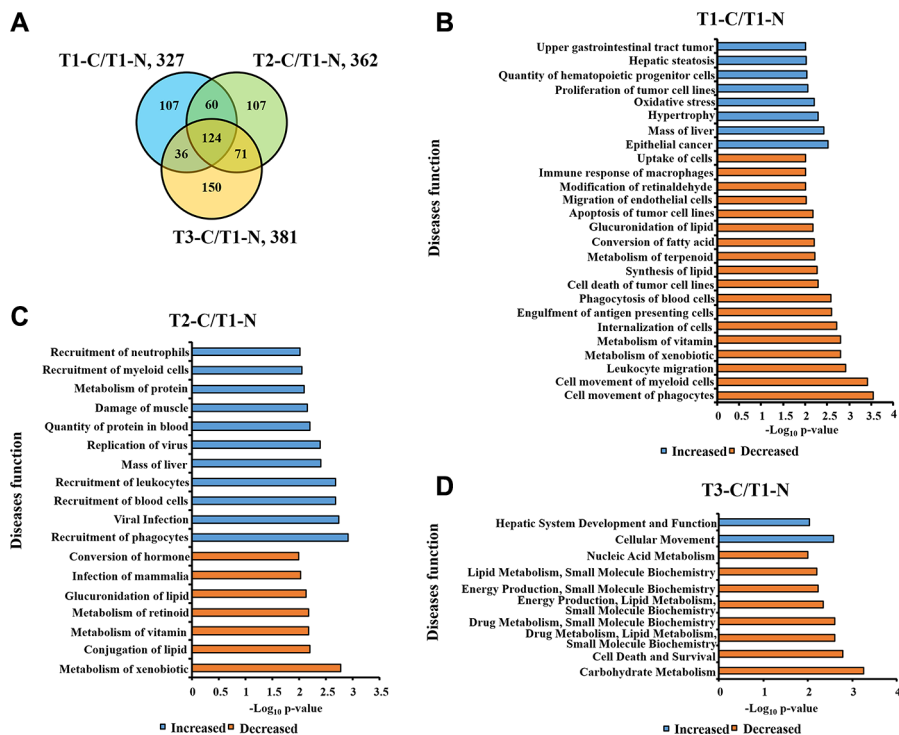 A
T1-C/T1-N, 327
T2-C/T1-N, 362
107
60
107
124
36
71
150
T3-C/T1-N, 381
B
T1-C/T1-N
Diseases function
Upper gastrointestinal tract tumor
Hepatic steatosis
Quantity of hematopoietic progenitor cells
Proliferation of tumor cell lines
Oxidative stress
Hypertrophy
Mass of liver
Epithelial cancer
Uptake of cells
Immune response of macrophages
Modification of retinaldehyde
Migration of endothelial cells
Apoptosis of tumor cell lines
Glucuronidation of lipid
Conversion of fatty acid
Metabolism of terpenoid
Synthesis of lipid
Cell death of tumor cell lines
Phagocytosis of blood cells
Engulfment of antigen presenting cells
Internalization of cells
Metabolism of vitamin
Metabolism of xenobiotic
Leukocyte migration
Cell movement of myeloid cells
Cell movement of phagocytes
0 0.5 1 1.5 2 2.5 3 3.5 4
-Log10 p-value
Increased Decreased
C
T2-C/T1-N
Diseases function
Recruitment of neutrophils
Recruitment of myeloid cells
Metabolism of protein
Damage of muscle
Quantity of protein in blood
Replication of virus
Mass of liver
Recruitment of leukocytes
Recruitment of blood cells
Viral Infection
Recruitment of phagocytes
Conversion of hormone
Infection of mammalia
Glucuronidation of lipid
Metabolism of retinoid
Metabolism of vitamin
Conjugation of lipid
Metabolism of xenobiotic
0 0.5 1 1.5 2 2.5 3 3.5
-Log10 p-value
Increased Decreased
D
T3-C/T1-N
Diseases function
Hepatic System Development and Function
Cellular Movement
Nucleic Acid Metabolism
Lipid Metabolism, Small Molecule Biochemistry
Energy Production, Small Molecule Biochemistry
Energy Production, Lipid Metabolism,
Small Molecule Biochemistry
Drug Metabolism, Small Molecule Biochemistry
Drug Metabolism, Lipid Metabolism,
Small Molecule Biochemistry
Cell Death and Survival
Carbohydrate Metabolism
0 1 2 3 4
-Log10 p-value
Increased Decreased